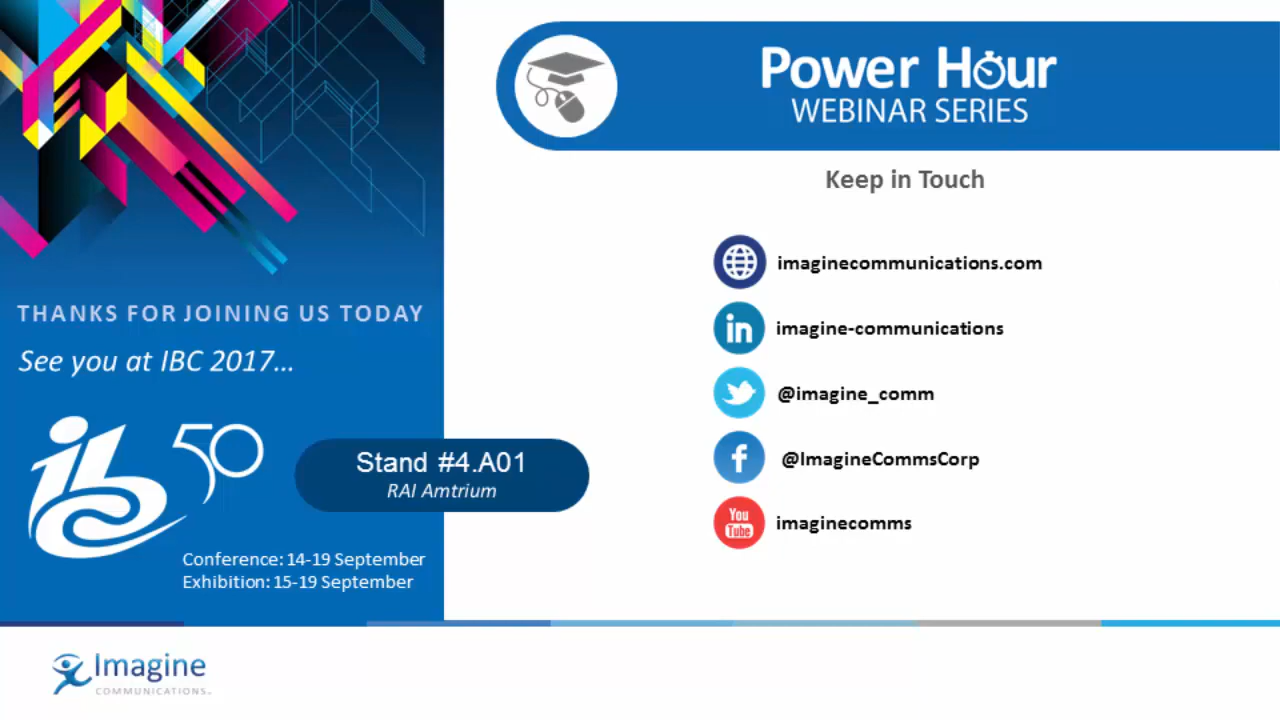 THANKS FOR JOINING US TODAY
See you at IBC 2017...
ibc 50
Stand #4.A01
RAI Amtrium
Conference: 14-19 September
Exhibition: 15-19 September
Power Hour
WEBINAR SERIES
Keep in Touch
imaginecommunications.com
in
imagine-communications
@imagine_comm
f
@ImagineCommsCorp
You
Tube
imaginecomms
Imagine
COMMUNICATIONS